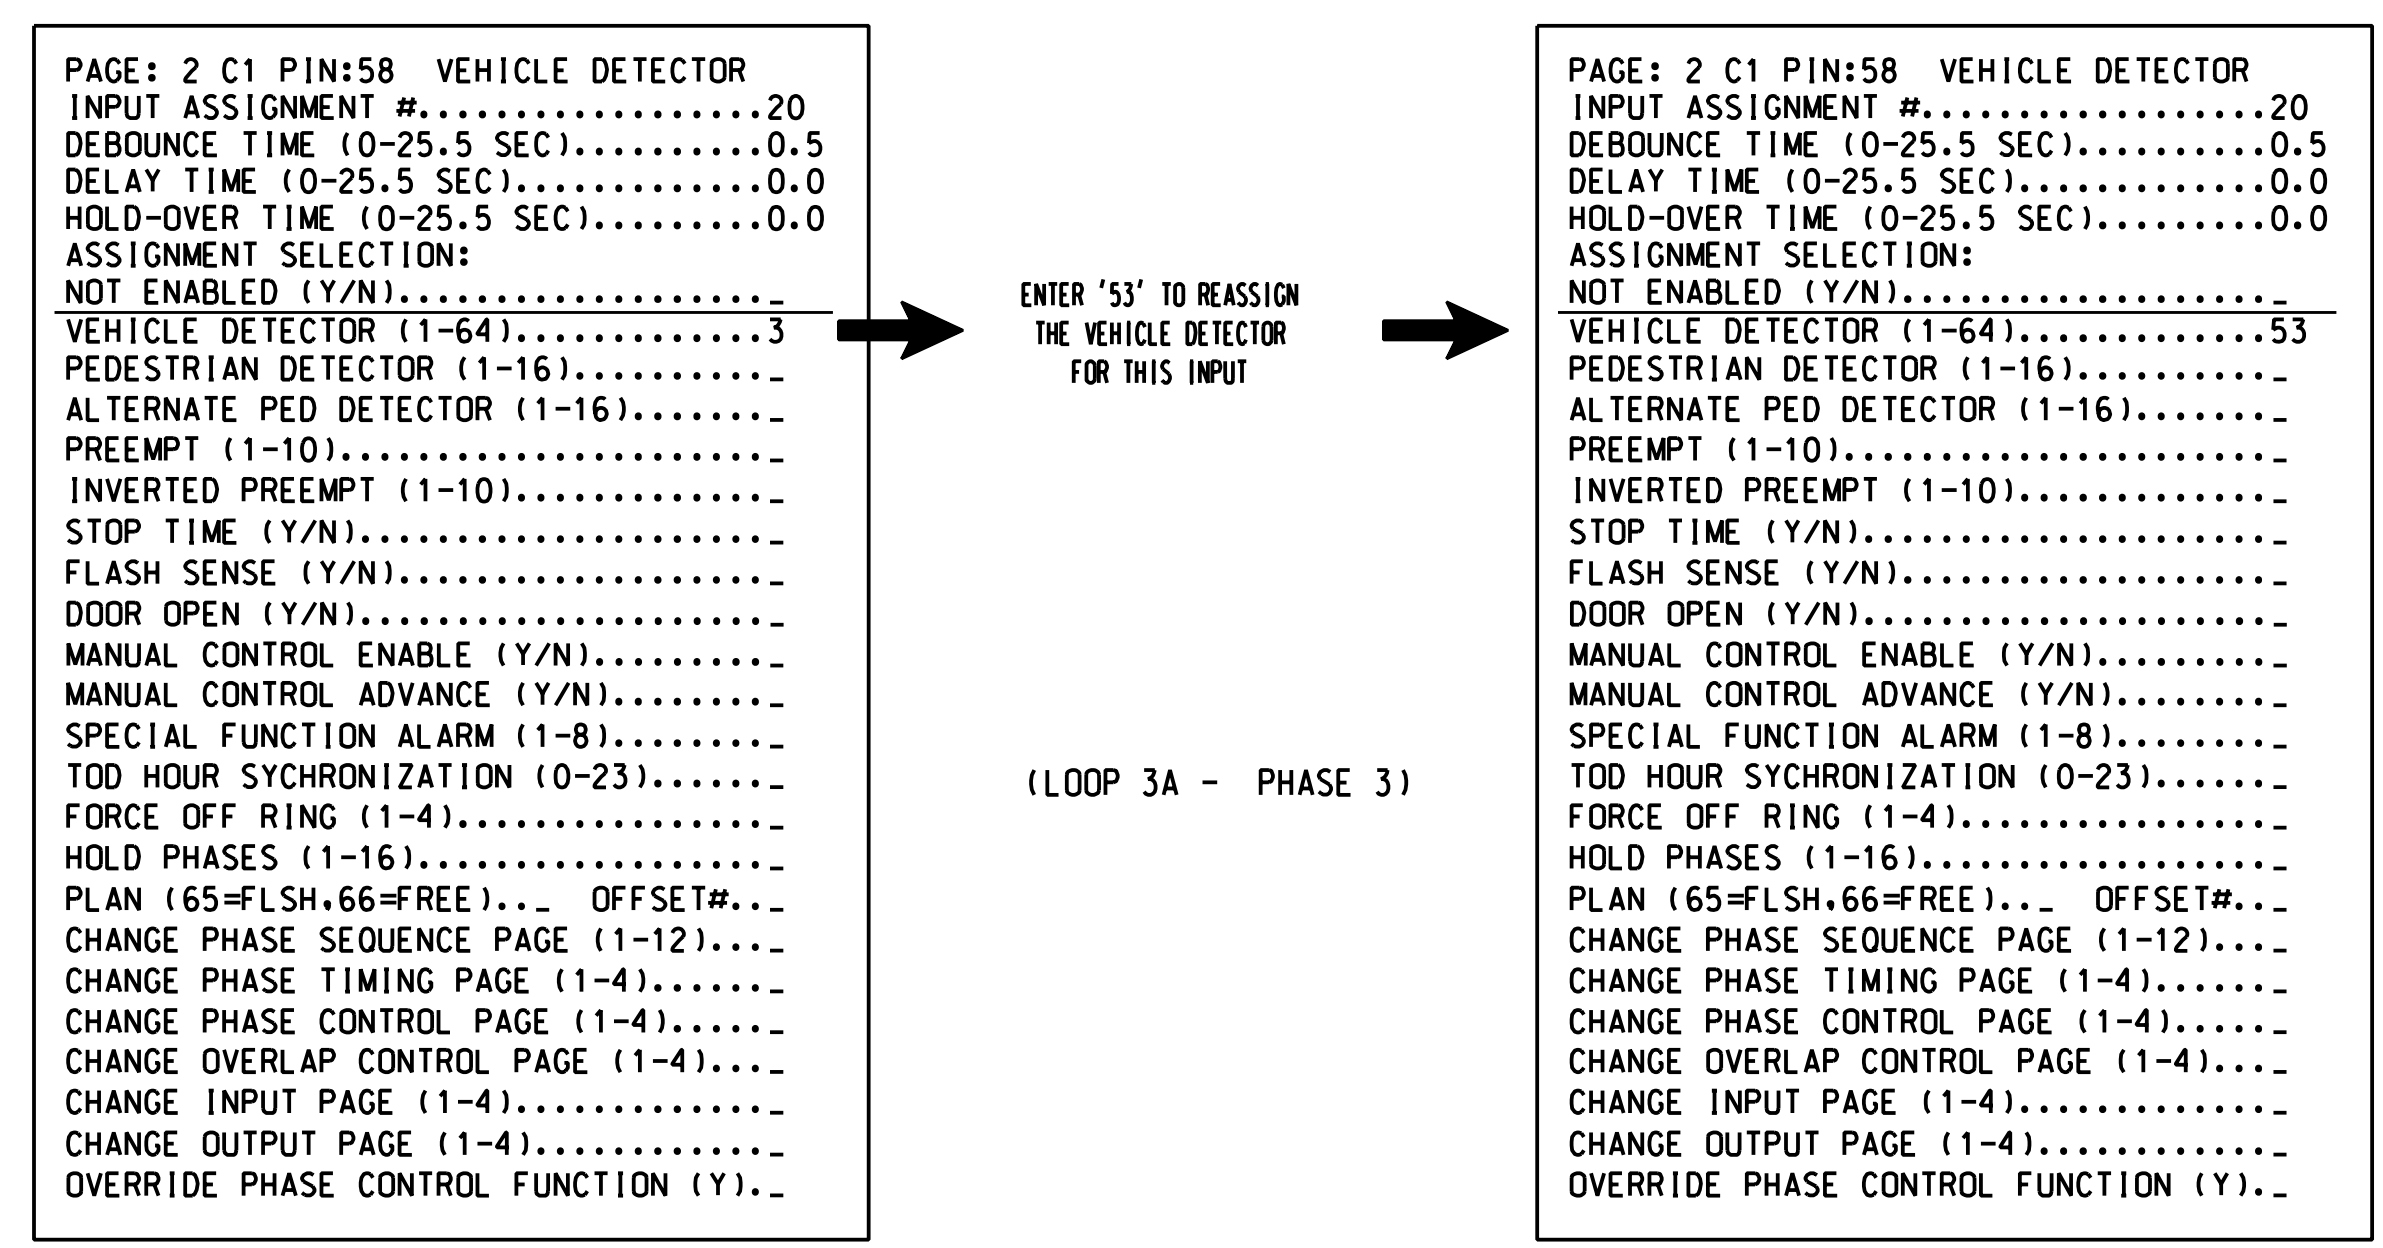 PAGE: 2 C1 PIN:58 VEHICLE DETECTOR
INPUT ASSIGNMENT #..................20
DEBOUNCE TIME (0-25.5 SEC)..........0.5
DELAY TIME (0-25.5 SEC).............0.0
HOLD-OVER TIME (0-25.5 SEC).........0.0
ASSIGNMENT SELECTION:
NOT ENABLED (Y/N)..................._
VEHICLE DETECTOR (1-64).............3
PEDESTRIAN DETECTOR (1-16).........._
ALTERNATE PED DETECTOR (1-16)......._
PREEMPT (1-10)......................_
INVERTED PREEMPT (1-10)............._
STOP TIME (Y/N)....................._
FLASH SENSE (Y/N)..................._
DOOR OPEN (Y/N)....................._
MANUAL CONTROL ENABLE (Y/N)........._
MANUAL CONTROL ADVANCE (Y/N)........_
SPECIAL FUNCTION ALARM (1-8)........_
TOD HOUR SYCHRONIZATION (0-23)......_
FORCE OFF RING (1-4)................_
HOLD PHASES (1-16).................._
PLAN (65=FLSH,66=FREE).._ OFFSET#.._
CHANGE PHASE SEQUENCE PAGE (1-12)..._
CHANGE PHASE TIMING PAGE (1-4)......_
CHANGE PHASE CONTROL PAGE (1-4)....._
CHANGE OVERLAP CONTROL PAGE (1-4)..._
CHANGE INPUT PAGE (1-4)............._
CHANGE OUTPUT PAGE (1-4)............_
OVERRIDE PHASE CONTROL FUNCTION (Y)._
ENTER '53' TO REASSIGN
THE VEHICLE DETECTOR
FOR THIS INPUT
(LOOP 3A - PHASE 3)
PAGE: 2 C1 PIN:58 VEHICLE DETECTOR
INPUT ASSIGNMENT #..................20
DEBOUNCE TIME (0-25.5 SEC)..........0.5
DELAY TIME (0-25.5 SEC).............0.0
HOLD-OVER TIME (0-25.5 SEC).........0.0
ASSIGNMENT SELECTION:
NOT ENABLED (Y/N)..................._
VEHICLE DETECTOR (1-64).............53
PEDESTRIAN DETECTOR (1-16).........._
ALTERNATE PED DETECTOR (1-16)......._
PREEMPT (1-10)......................_
INVERTED PREEMPT (1-10)............._
STOP TIME (Y/N)....................._
FLASH SENSE (Y/N)..................._
DOOR OPEN (Y/N)....................._
MANUAL CONTROL ENABLE (Y/N)........._
MANUAL CONTROL ADVANCE (Y/N)........_
SPECIAL FUNCTION ALARM (1-8)........_
TOD HOUR SYCHRONIZATION (0-23)......_
FORCE OFF RING (1-4)................_
HOLD PHASES (1-16).................._
PLAN (65=FLSH,66=FREE).._ OFFSET#.._
CHANGE PHASE SEQUENCE PAGE (1-12)..._
CHANGE PHASE TIMING PAGE (1-4)......_
CHANGE PHASE CONTROL PAGE (1-4)....._
CHANGE OVERLAP CONTROL PAGE (1-4)..._
CHANGE INPUT PAGE (1-4)............._
CHANGE OUTPUT PAGE (1-4)............_
OVERRIDE PHASE CONTROL FUNCTION (Y)._